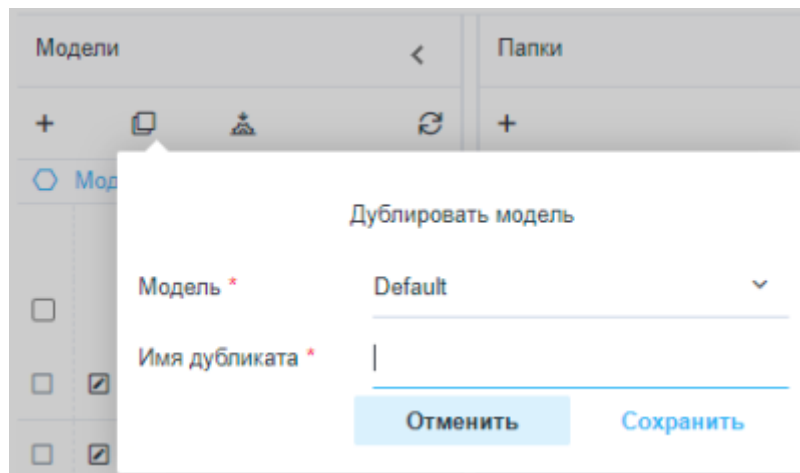 Модели
Папки
Мод
Дублировать модель
Модель * Default
Имя дубликата *
Отменить Сохранить